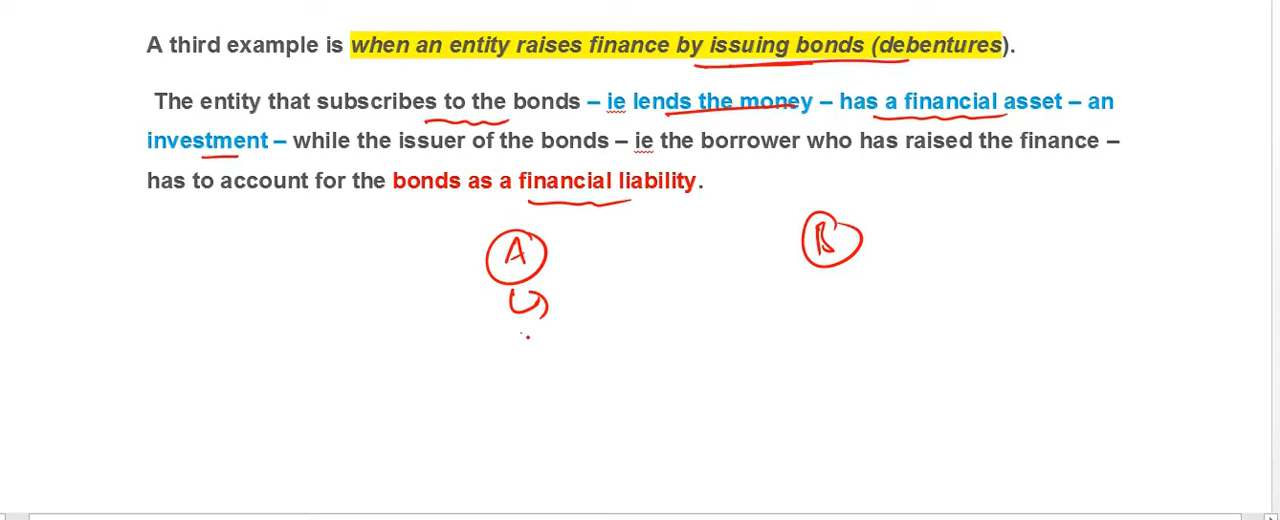 A third example is when an entity raises finance by issuing bonds (debentures).
The entity that subscribes to the bonds – ie lends the money – has a financial asset – an
investment – while the issuer of the bonds – ie the borrower who has raised the finance –
has to account for the bonds as a financial liability.
A B